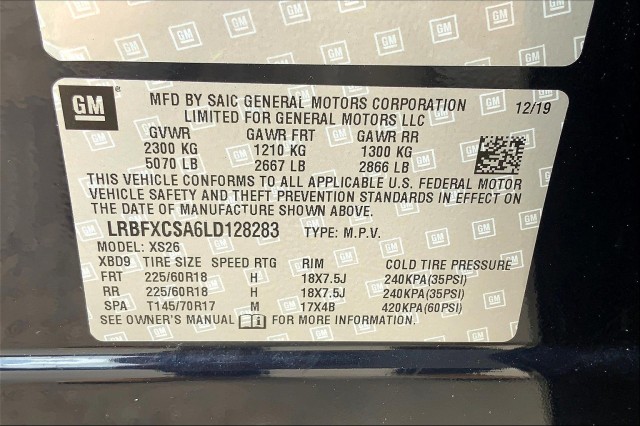 GM
MFD BY SAIC GENERAL MOTORS CORPORATION 12/19
LIMITED FOR GENERAL MOTORS LLC
GVWR GAWR FRT GAWR RR
2300 KG 1210 KG 1300 KG
5070 LB 2667 LB 2866 LB
THIS VEHICLE CONFORMS TO ALL APPLICABLE U.S. FEDERAL MOTOR
VEHICLE SAFETY AND THEFT PREVENTION STANDARDS IN EFFECT ON
THE DATE OF MANUFACTURE SHOWN ABOVE.
LRBFXCSA6LD128283 TYPE: M.P.V.
MODEL: XS26
XBD9 TIRE SIZE SPEED RTG RIM COLD TIRE PRESSURE
FRT 225/60R18 H 18X7.5J 240KPA(35PSI)
RR 225/60R18 H 18X7.5J 240KPA(35PSI)
SPA T145/70R17 M 17X4B 420KPA(60PSI)
SEE OWNER'S MANUAL FOR MORE INFORMATION.